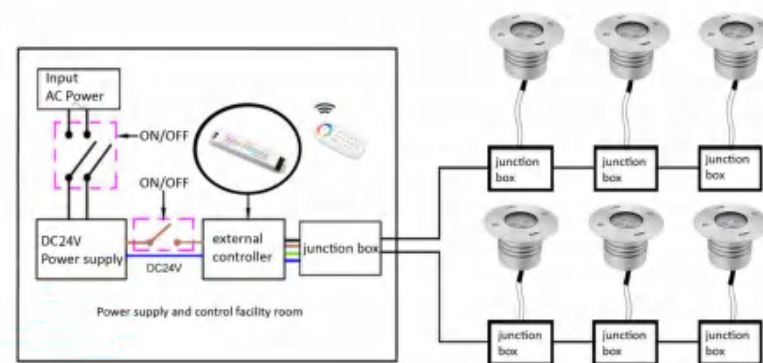 Input
AC Power
ON/OFF
ON/OFF
DC24V
Power supply
DC24V
external
controller
junction box
Power supply and control facility room
junction
box
junction
box
junction
box
junction
box
junction
box
junction
box